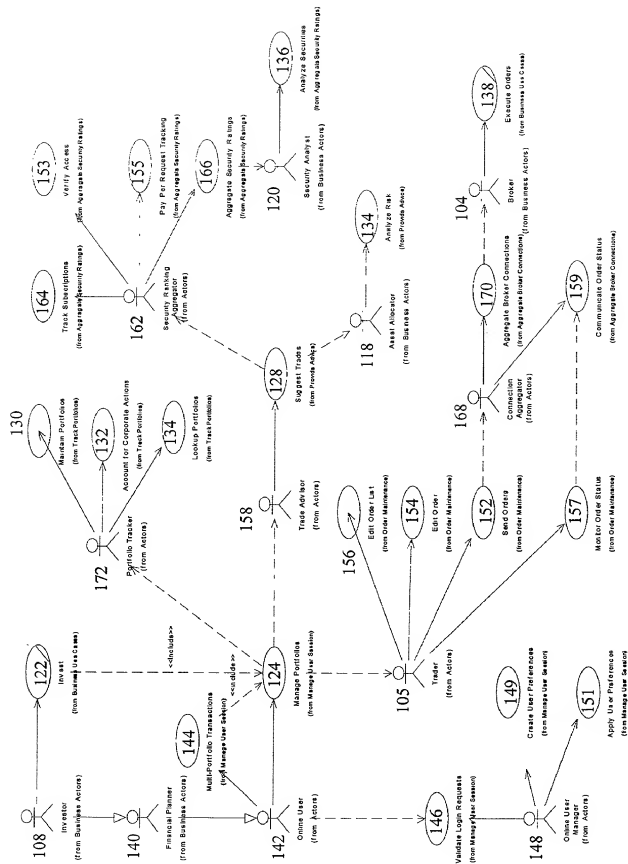 108
Investor
(from Business Actors)
122
Invest
(from Business Use Cases)
140
Financial Planner
(from Business Actors)
144
Multi-Portfolio Transactions
(from Manage User Session)
<<include>>
<<include>>
142
Online User
(from Actors)
124
Manage Portfolios
(from Manage User Session)
146
Validate Login Requests
(from Manage User Session)
148
Online User
Manager
(from Actors)
149
Create User Preferences
(from Manage User Session)
151
Apply User Preferences
(from Manage User Session)
172
Portfolio Tracker
(from Actors)
130
Maintain Portfolios
(from Track Portfolios)
132
Account for Corporate Actions
(from Track Portfolios)
134
Lookup Portfolios
(from Track Portfolios)
158
Trade Advisor
(from Actors)
128
Suggest Trades
(from Provide Advice)
105
Trader
(from Actors)
156
Edit Order List
(from Order Maintenance)
154
Edit Order
(from Order Maintenance)
152
Send Orders
(from Order Maintenance)
157
Monitor Order Status
(from Order Maintenance)
164
Track Subscriptions
(from Aggregate Security Ratings)
153
Verify Access
(from Aggregate Security Ratings)
162
Security Ranking
Aggregator
(from Actors)
155
Pay Per Request Tracking
(from Aggregate Security Ratings)
166
Aggregate Security Ratings
(from Aggregate Security Ratings)
120
Security Analyst
(from Business Actors)
136
Analyze Securities
(from Aggregate Security Ratings)
118
Asset Allocator
(from Business Actors)
134
Analyze Risk
(from Provide Advice)
168
Connection
Aggregator
(from Actors)
170
Aggregate Broker Connections
(from Aggregate Broker Connections)
104
Broker
(from Business Actors)
138
Execute Orders
(from Business Use Cases)
159
Communicate Order Status
(from Aggregate Broker Connections)